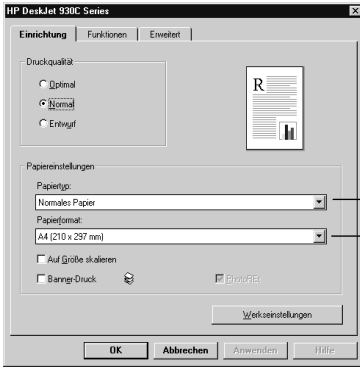 HP DeskJet 930C Series
Einrichtung Funktionen Erweitert
Druckqualität
Optimal
Normal
Entwurf
R
Papiereinstellungen
Papiertyp:
Normales Papier
Papierformat:
A4 (210 x 297 mm)
Auf Größe skalieren
Banner-Druck PhotoREt
Werkseinstellungen
OK Abbrechen Anwenden Hilfe